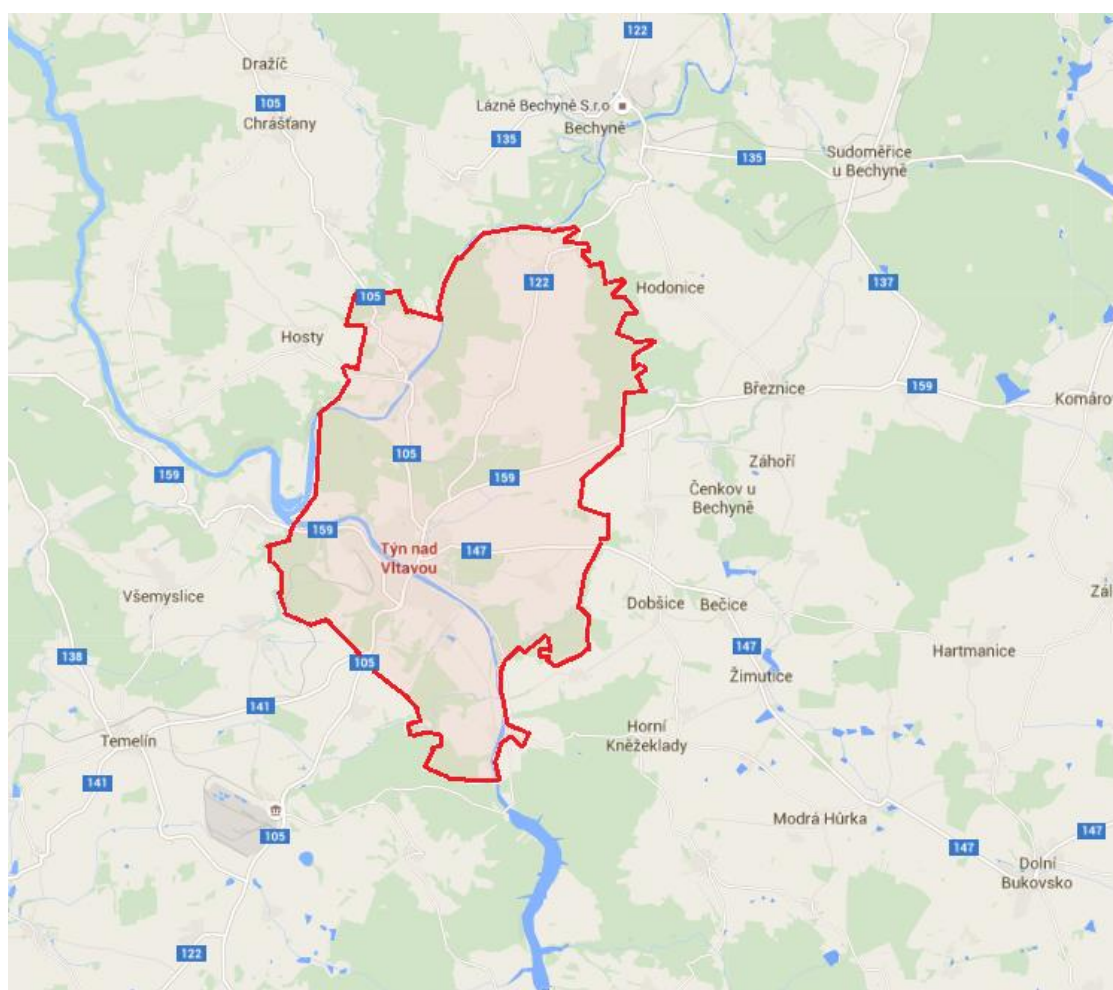 122
Dražíč
105
Chrášťany
Lázně Bechyně S.r.o
Bechyně
135
135
Sudoměřice
u Bechyně
122
137
Hodonice
105
Hosty
159
Březnice
Komárov
105
Záhoří
159
159
Čenkov u
Bechyně
159
Týn nad
Vltavou
147
Všemyslice
Dobšice
Bečice
Zál
147
Hartmanice
138
105
Žimutice
141
Temelín
Horní
Kněžeklady
141
Modrá Hůrka
105
147
147
Dolní
Bukovsko
122